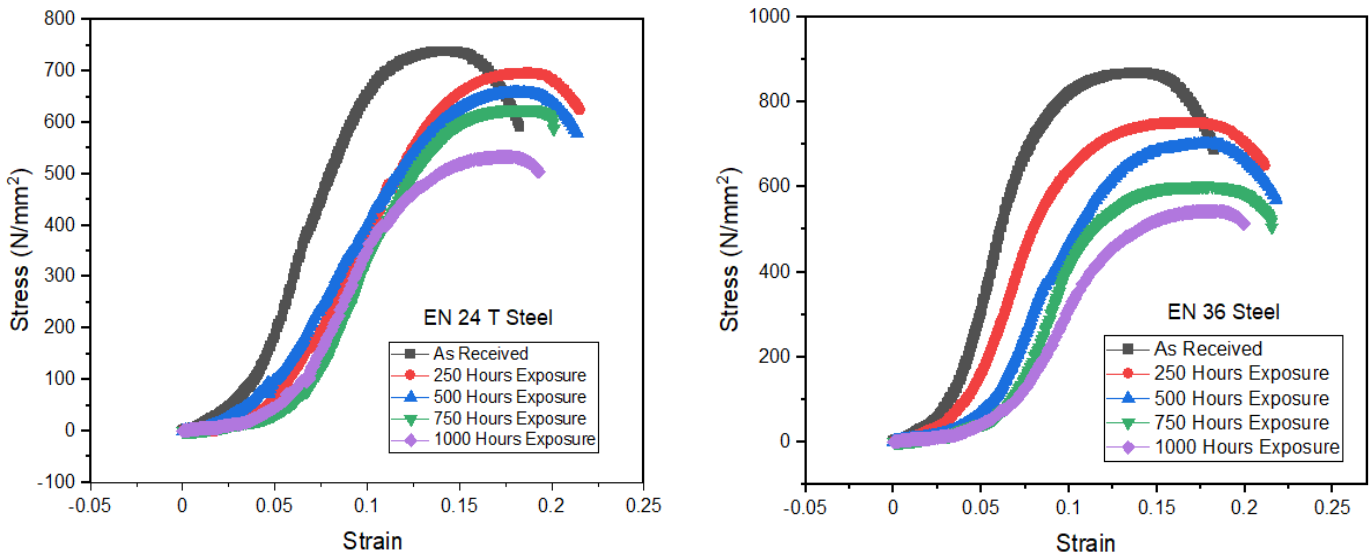 800
700
600
500
400
300
200
100
0
-100
-0.05 0 0.05 0.1 0.15 0.2 0.25
Stress (N/mm²)
Strain
EN 24 T Steel
As Received
250 Hours Exposure
500 Hours Exposure
750 Hours Exposure
1000 Hours Exposure
1000
800
600
400
200
0
-0.05 0 0.05 0.1 0.15 0.2 0.25
Stress (N/mm²)
Strain
EN 36 Steel
As Received
250 Hours Exposure
500 Hours Exposure
750 Hours Exposure
1000 Hours Exposure